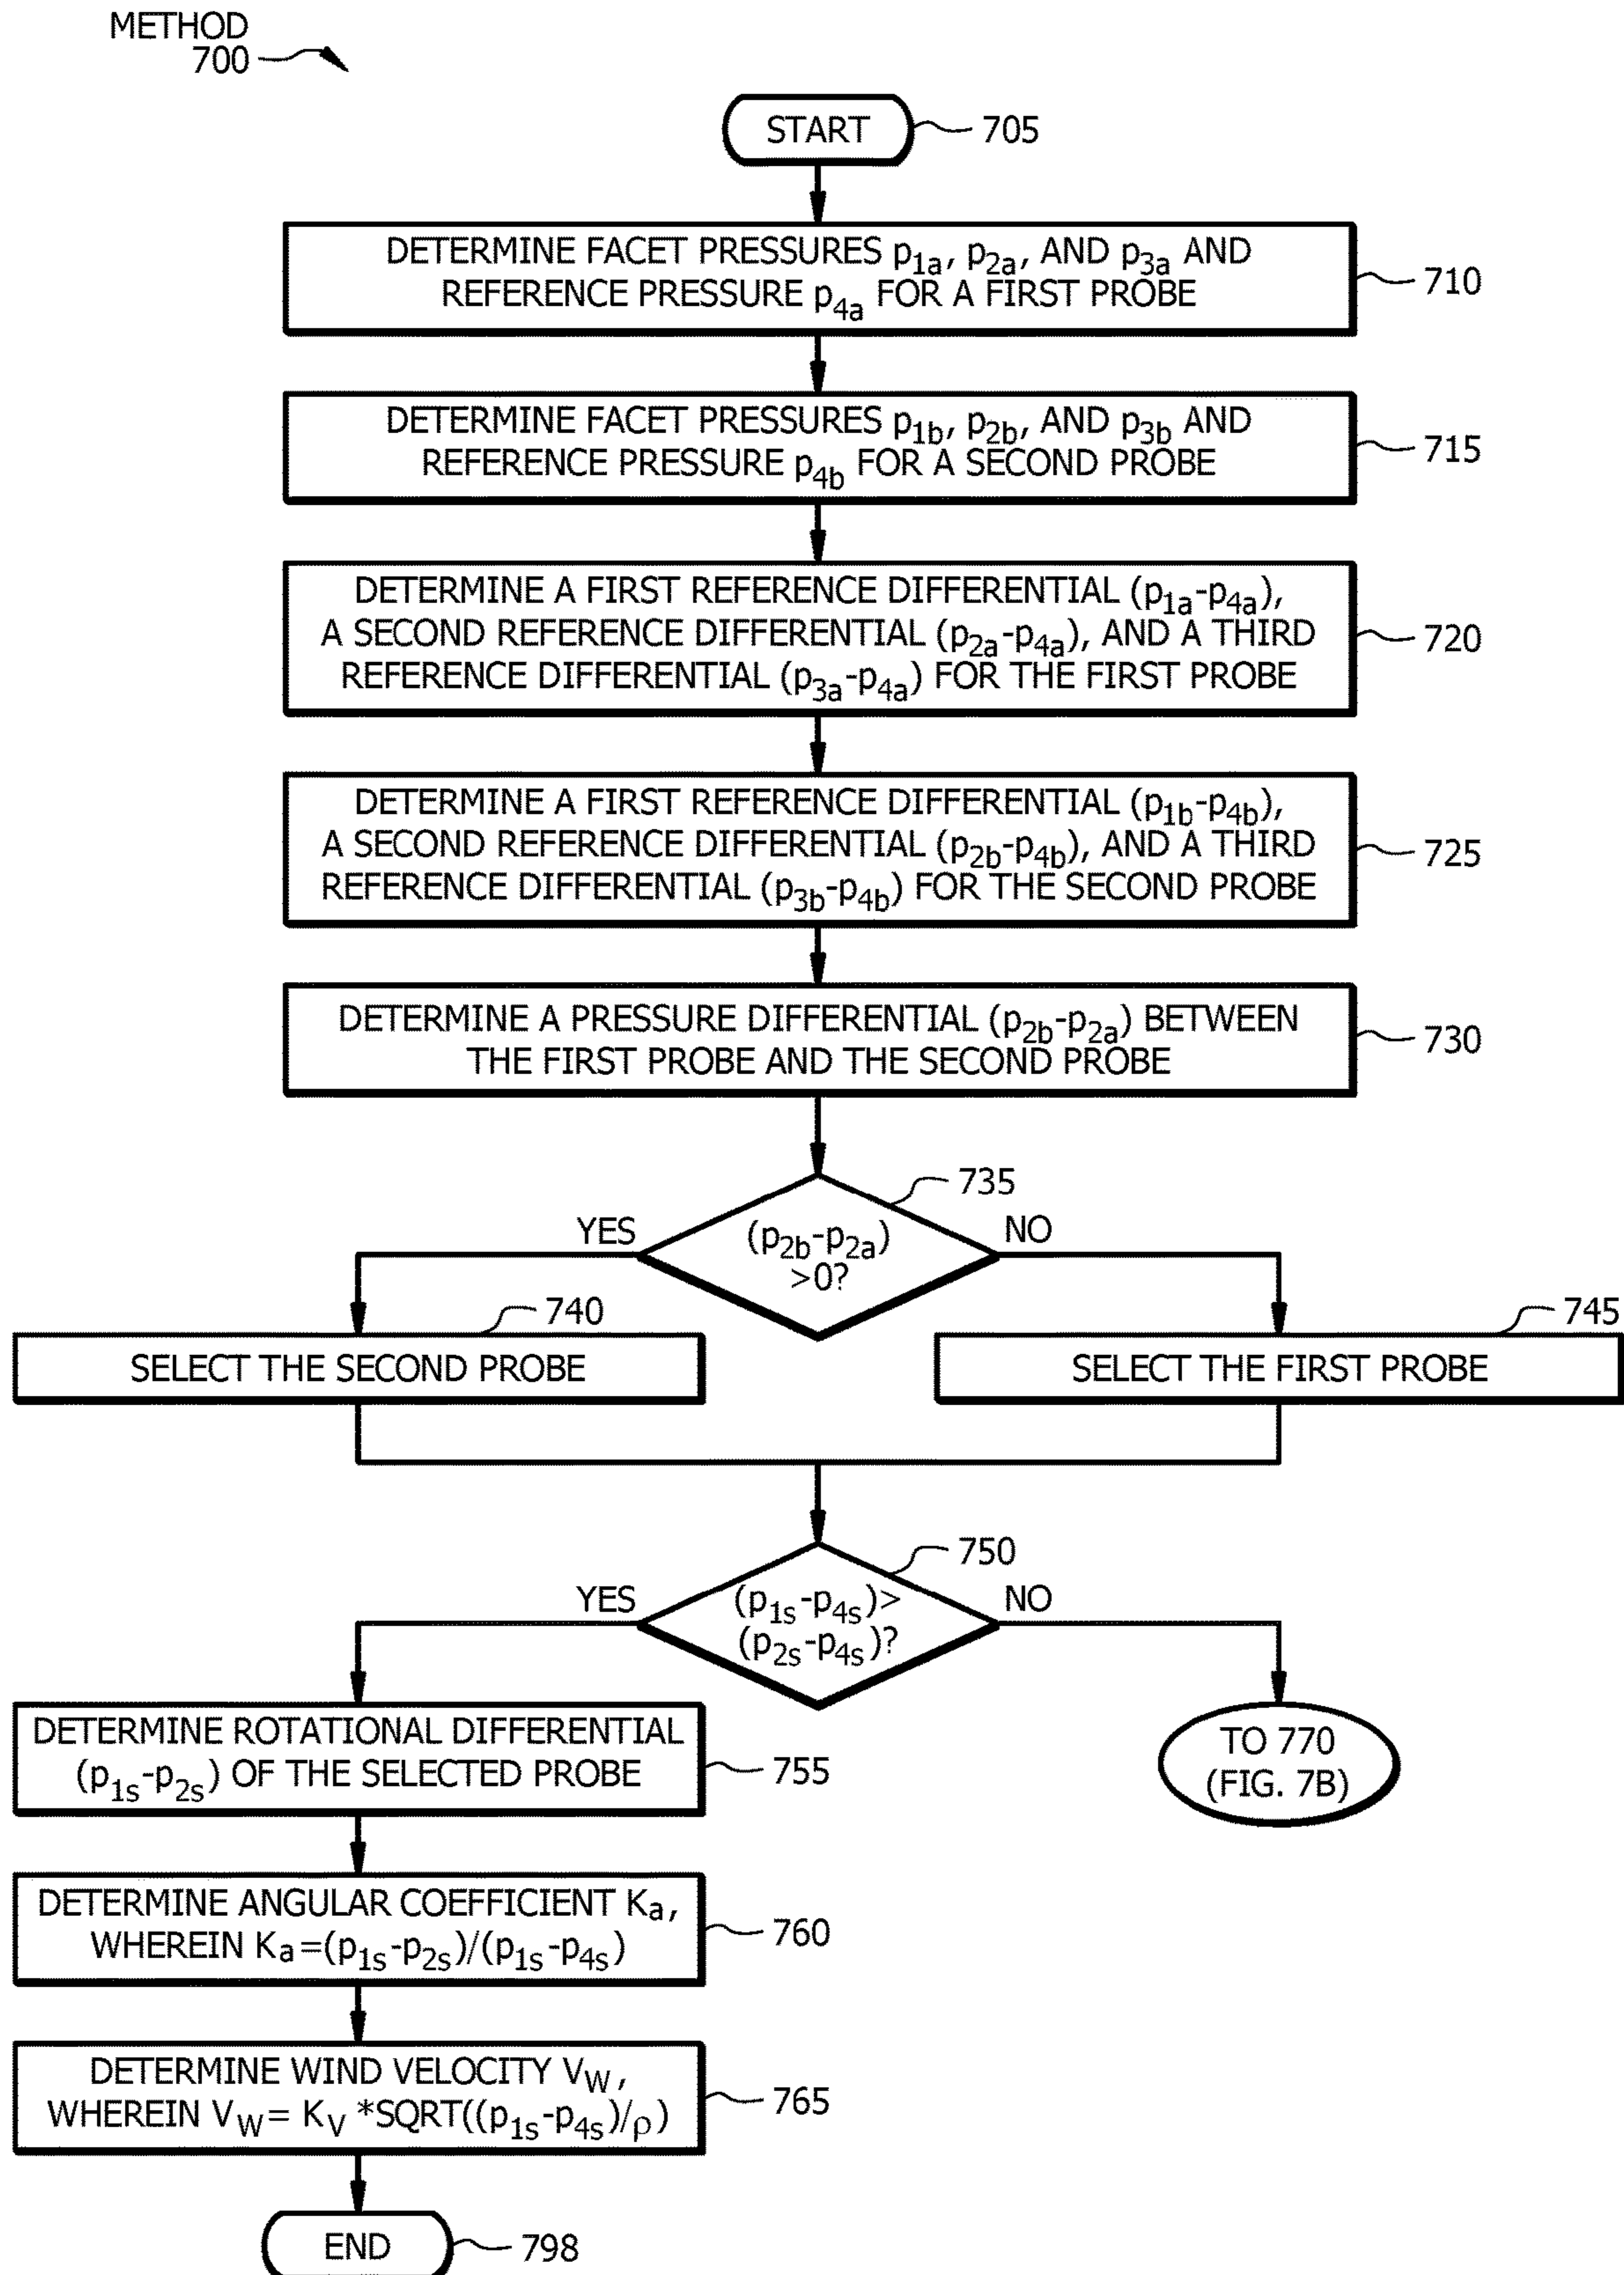 METHOD
700
START
705
DETERMINE FACET PRESSURES p1a, p2a, AND p3a AND
REFERENCE PRESSURE p4a FOR A FIRST PROBE
710
DETERMINE FACET PRESSURES p1b, p2b, AND p3b AND
REFERENCE PRESSURE p4b FOR A SECOND PROBE
715
DETERMINE A FIRST REFERENCE DIFFERENTIAL (p1a-p4a),
A SECOND REFERENCE DIFFERENTIAL (p2a-p4a), AND A THIRD
REFERENCE DIFFERENTIAL (p3a-p4a) FOR THE FIRST PROBE
720
DETERMINE A FIRST REFERENCE DIFFERENTIAL (p1b-p4b),
A SECOND REFERENCE DIFFERENTIAL (p2b-p4b), AND A THIRD
REFERENCE DIFFERENTIAL (p3b-p4b) FOR THE SECOND PROBE
725
DETERMINE A PRESSURE DIFFERENTIAL (p2b-p2a) BETWEEN
THE FIRST PROBE AND THE SECOND PROBE
730
735
YES
(p2b-p2a)
>0?
NO
740
SELECT THE SECOND PROBE
745
SELECT THE FIRST PROBE
750
YES
(p1s-p4s)>
(p2s-p4s)?
NO
DETERMINE ROTATIONAL DIFFERENTIAL
(p1s-p2s) OF THE SELECTED PROBE
755
TO 770
(FIG. 7B)
DETERMINE ANGULAR COEFFICIENT Ka,
WHEREIN Ka=(p1s-p2s)/(p1s-p4s)
760
DETERMINE WIND VELOCITY VW,
WHEREIN VW= KV *SQRT((p1s-p4s)/ρ)
765
END
798